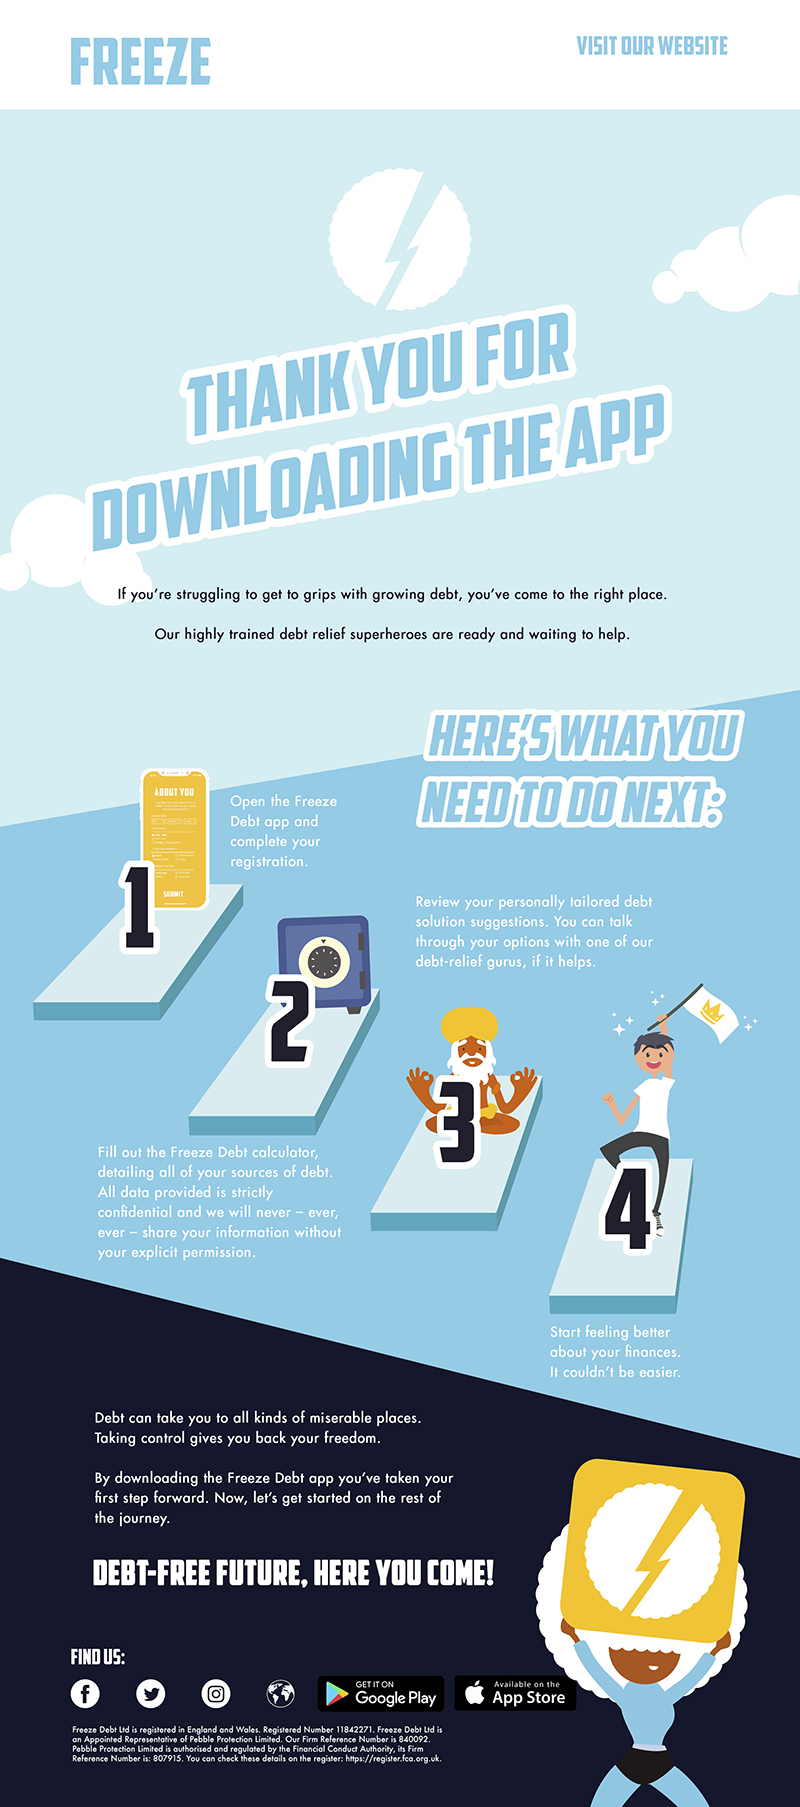 FREEZE
VISIT OUR WEBSITE
THANK YOU FOR
DOWNLOADING THE APP
If you're struggling to get to grips with growing debt, you've come to the right place.
Our highly trained debt relief superheroes are ready and waiting to help.
HERE'S WHAT YOU
NEED TO DO NEXT:
ABOUT YOU
SUBMIT
1
Open the Freeze
Debt app and
complete your
registration.
2
Fill out the Freeze Debt calculator,
detailing all of your sources of debt.
All data provided is strictly
confidential and we will never – ever,
ever – share your information without
your explicit permission.
Review your personally tailored debt
solution suggestions. You can talk
through your options with one of our
debt-relief gurus, if it helps.
3
4
Start feeling better
about your finances.
It couldn't be easier.
Debt can take you to all kinds of miserable places.
Taking control gives you back your freedom.
By downloading the Freeze Debt app you've taken your
first step forward. Now, let's get started on the rest of
the journey.
DEBT-FREE FUTURE, HERE YOU COME!
FIND US:
GET IT ON
Google Play
Available on the
App Store
Freeze Debt Ltd is registered in England and Wales. Registered Number 11842271. Freeze Debt Ltd is
an Appointed Representative of Pebble Protection Limited. Our Firm Reference Number is 840092.
Pebble Protection Limited is authorised and regulated by the Financial Conduct Authority, its Firm
Reference Number is: 807915. You can check these details on the register: https://register.fca.org.uk.